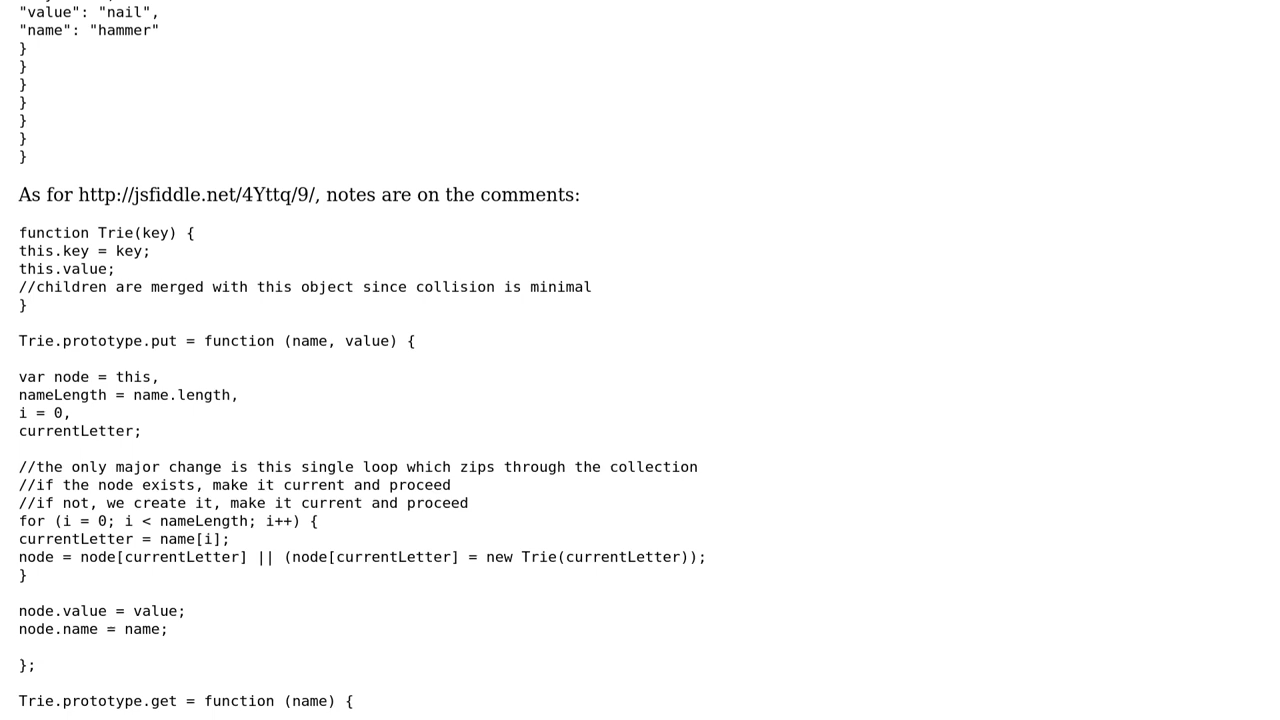 "value": "nail",
"name": "hammer"
}
}
}
}
}
}
}
As for http://jsfiddle.net/4Yttq/9/, notes are on the comments:
function Trie(key) {
this.key = key;
this.value;
//children are merged with this object since collision is minimal
}
Trie.prototype.put = function (name, value) {
var node = this,
nameLength = name.length,
i = 0,
currentLetter;
//the only major change is this single loop which zips through the collection
//if the node exists, make it current and proceed
//if not, we create it, make it current and proceed
for (i = 0; i < nameLength; i++) {
currentLetter = name[i];
node = node[currentLetter] || (node[currentLetter] = new Trie(currentLetter));
}
node.value = value;
node.name = name;
};
Trie.prototype.get = function (name) {